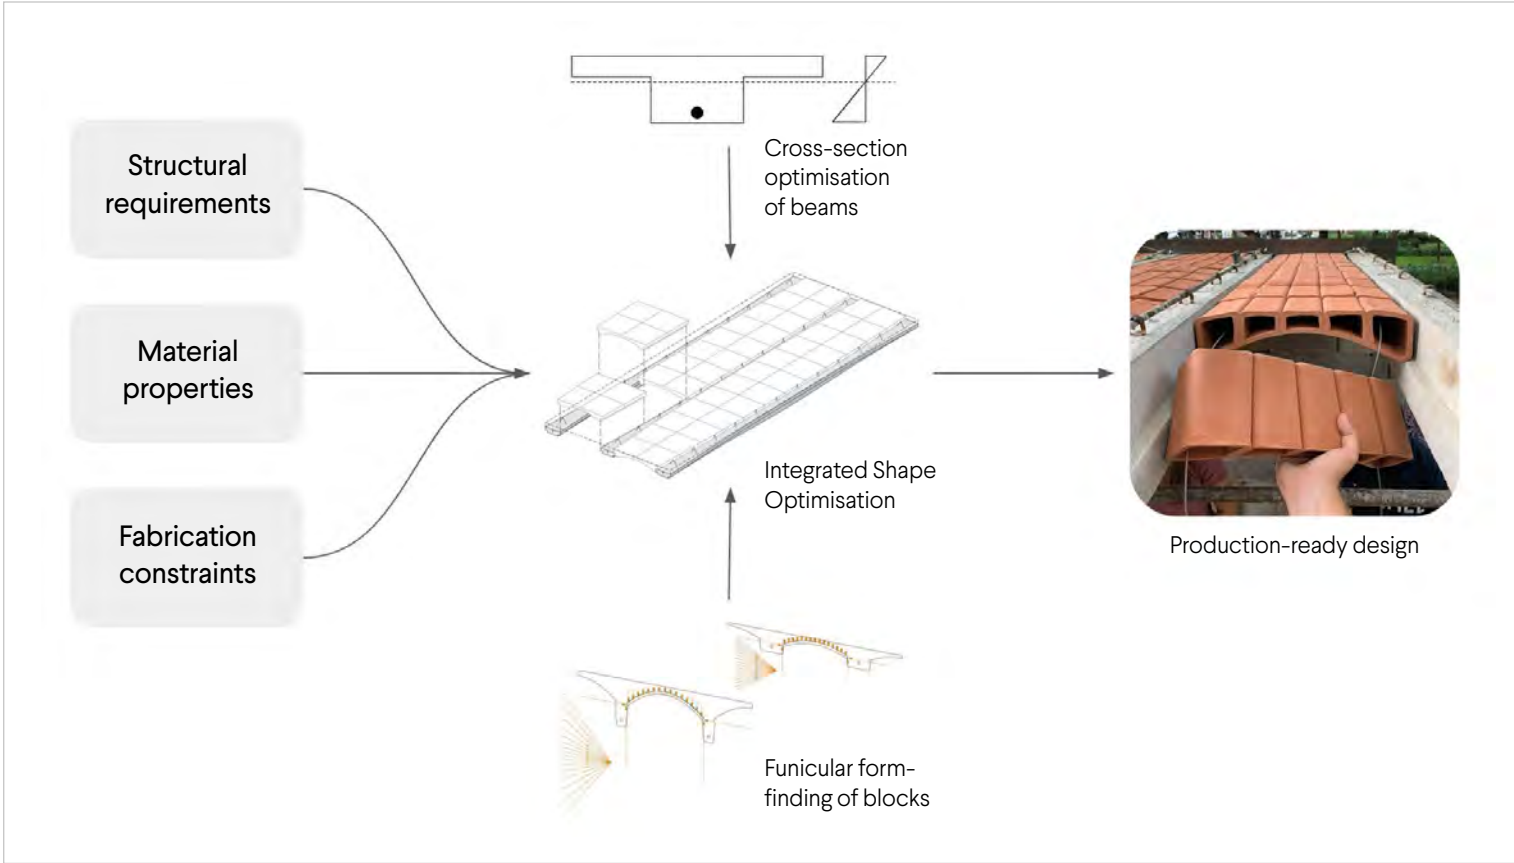 Structural
requirements
Material
properties
Fabrication
constraints
Cross-section
optimisation
of beams
Integrated Shape
Optimisation
Funicular form-
finding of blocks
Production-ready design